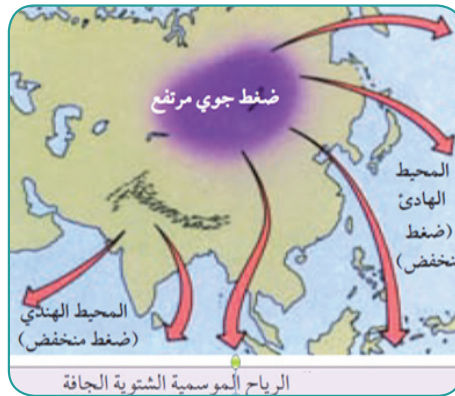 ضغط جوي مرتفع
المحيط
الهادئ
(ضغط
منخفض)
المحيط الهندي
(ضغط منخفض)
الرياح الموسمية الشتوية الجافة